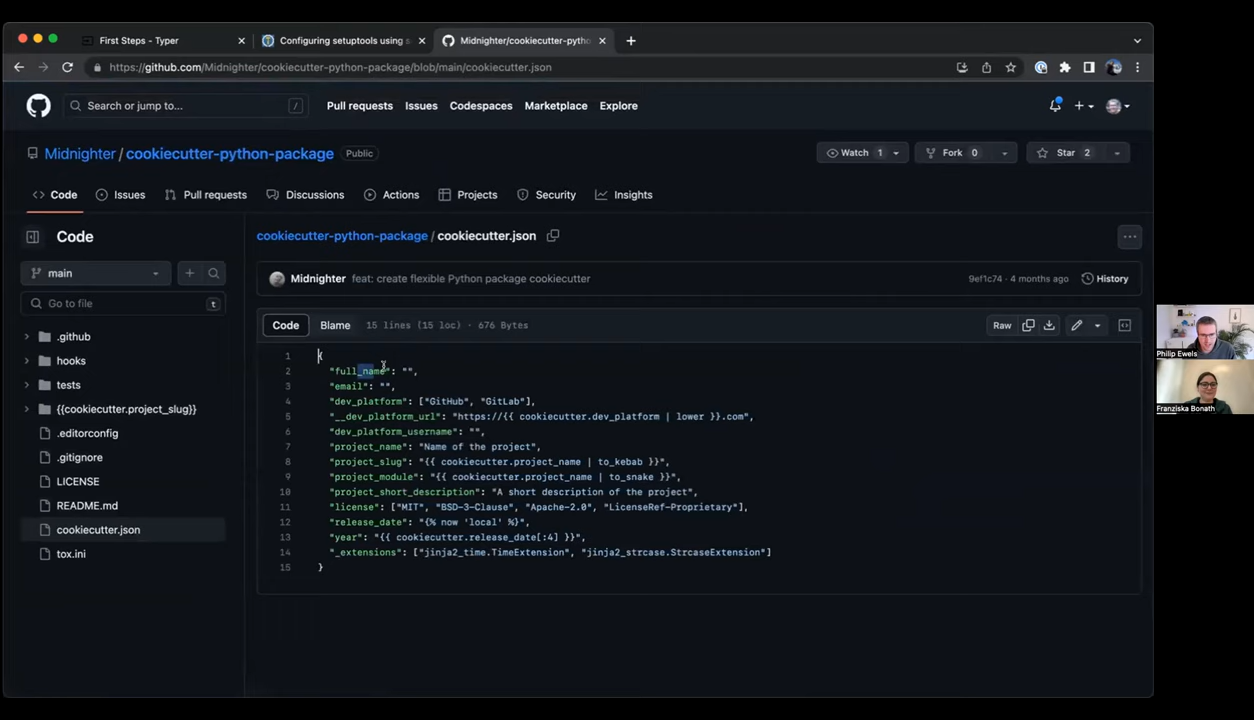 First Steps - Typer
Configuring setuptools using s
Midnighter/cookiecutter-pytho
https://github.com/Midnighter/cookiecutter-python-package/blob/main/cookiecutter.json
Search or jump to...
/
Pull requests
Issues
Codespaces
Marketplace
Explore
Midnighter / cookiecutter-python-package
Public
Watch 1
Fork 0
Star 2
Code
Issues
Pull requests
Discussions
Actions
Projects
Security
Insights
Code
main
Go to file
t
.github
hooks
tests
{{cookiecutter.project_slug}}
.editorconfig
.gitignore
LICENSE
README.md
cookiecutter.json
tox.ini
cookiecutter-python-package / cookiecutter.json
Midnighter feat: create flexible Python package cookiecutter
9ef1c74 · 4 months ago
History
Code
Blame
15 lines (15 loc) · 676 Bytes
Raw
1 {
2 "full_name": "",
3 "email": "",
4 "dev_platform": ["GitHub", "GitLab"],
5 "__dev_platform_url": "https://{{ cookiecutter.dev_platform | lower }}.com",
6 "dev_platform_username": "",
7 "project_name": "Name of the project",
8 "project_slug": "{{ cookiecutter.project_name | to_kebab }}",
9 "project_module": "{{ cookiecutter.project_name | to_snake }}",
10 "project_short_description": "A short description of the project",
11 "license": ["MIT", "BSD-3-Clause", "Apache-2.0", "LicenseRef-Proprietary"],
12 "release_date": "{% now 'local' %}",
13 "year": "{{ cookiecutter.release_date[:4] }}",
14 "_extensions": ["jinja2_time.TimeExtension", "jinja2_strcase.StrcaseExtension"]
15 }
Philip Ewels
Franziska Bonath